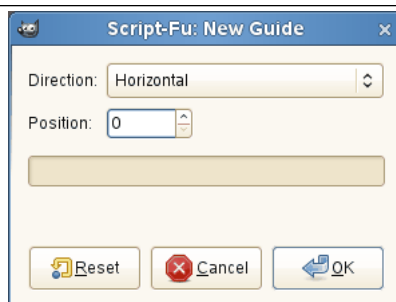 Script-Fu: New Guide
Direction: Horizontal
Position: 0
Reset Cancel OK